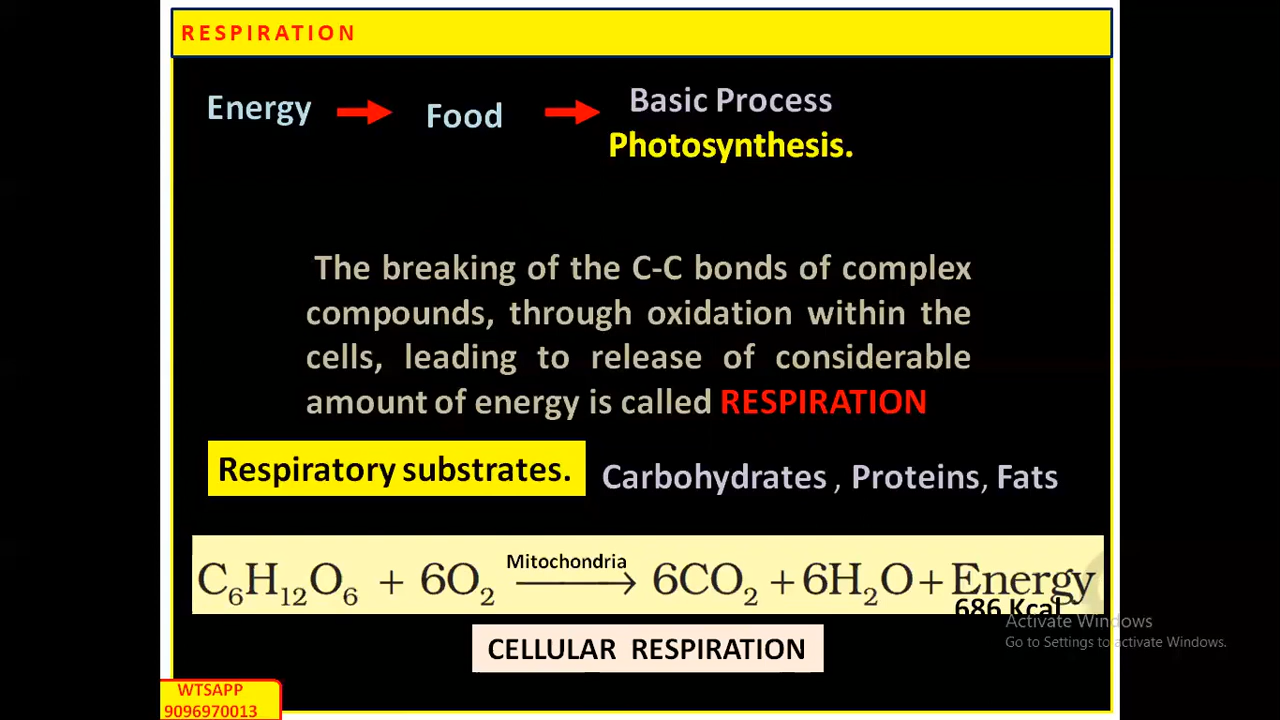 RESPIRATION
Energy → Food → Basic Process
Photosynthesis.
The breaking of the C-C bonds of complex
compounds, through oxidation within the
cells, leading to release of considerable
amount of energy is called RESPIRATION
Respiratory substrates. Carbohydrates , Proteins, Fats
Mitochondria
C₆H₁₂O₆ + 6O₂ ⟶ 6CO₂ + 6H₂O + Energy
686 Kcal
Activate Windows
Go to Settings to activate Windows.
CELLULAR RESPIRATION
WTSAPP
9096970013